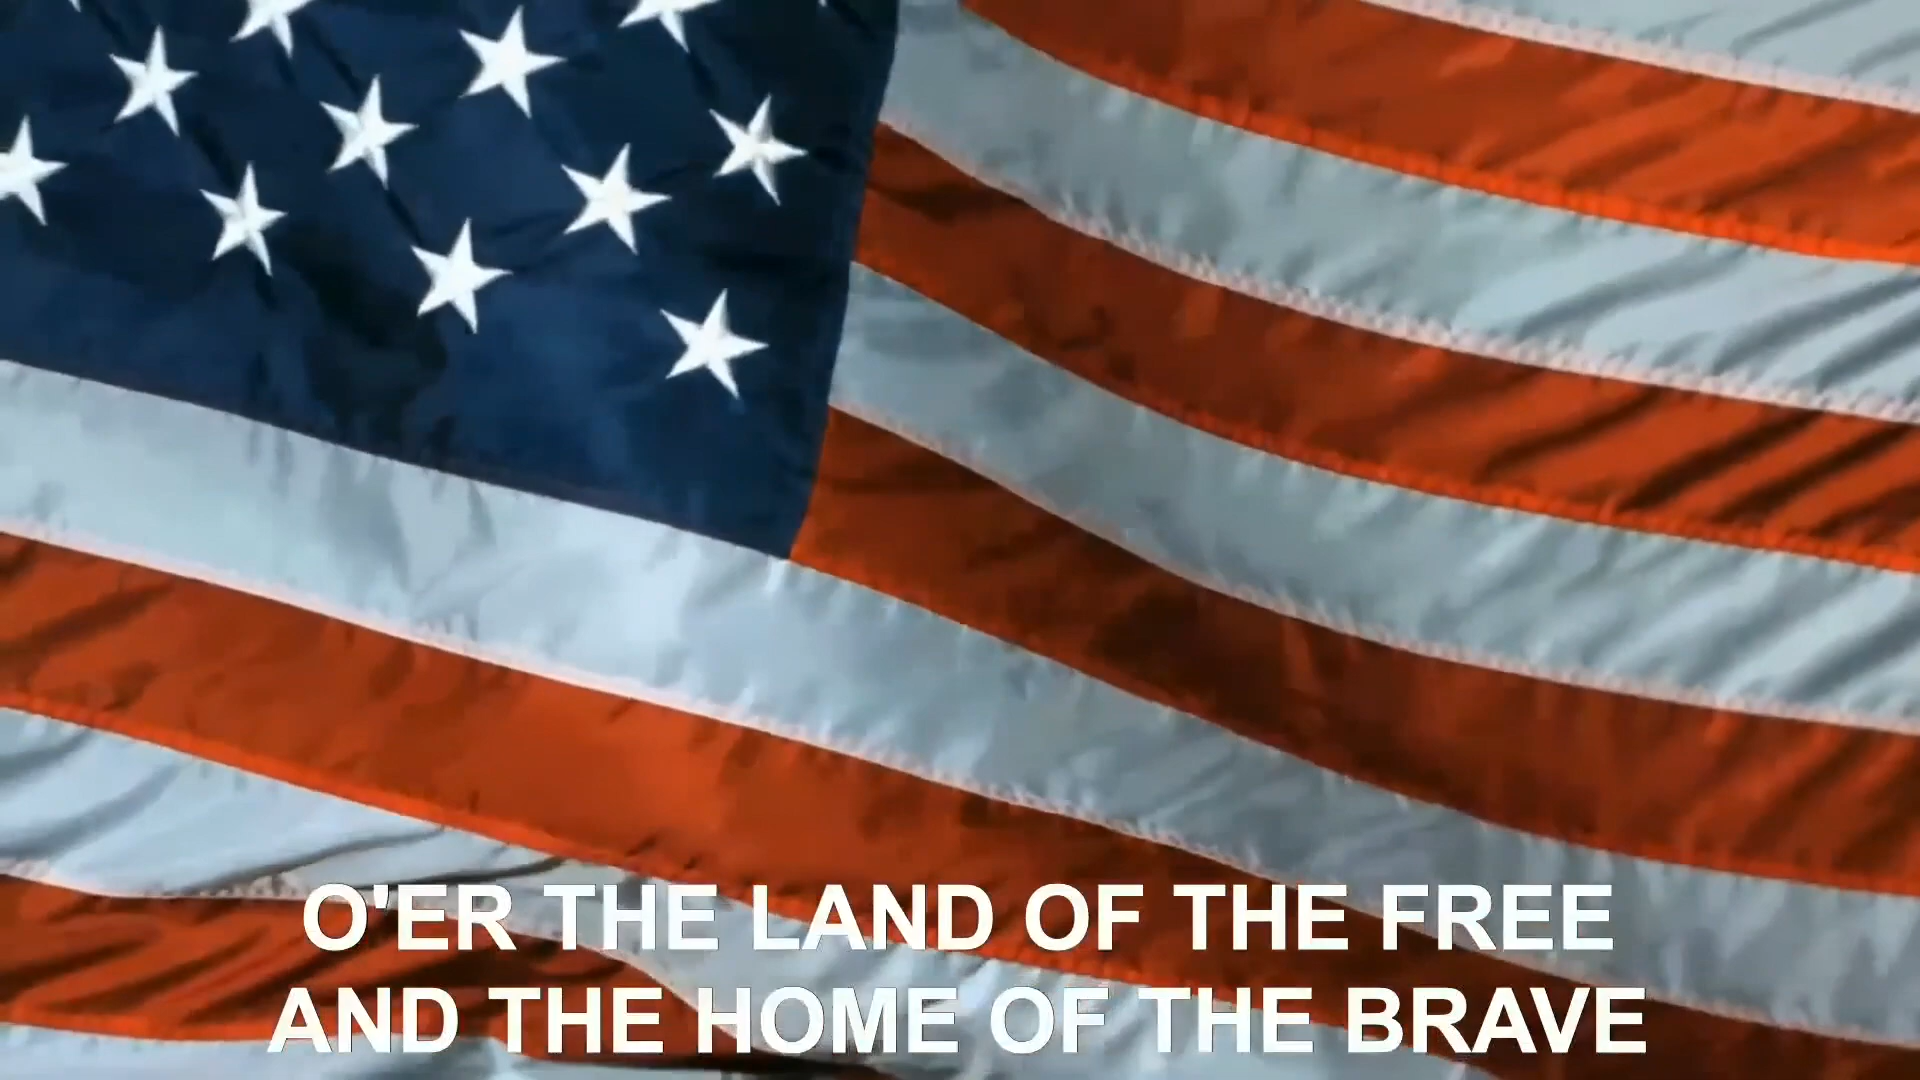 O'ER THE LAND OF THE FREE
AND THE HOME OF THE BRAVE